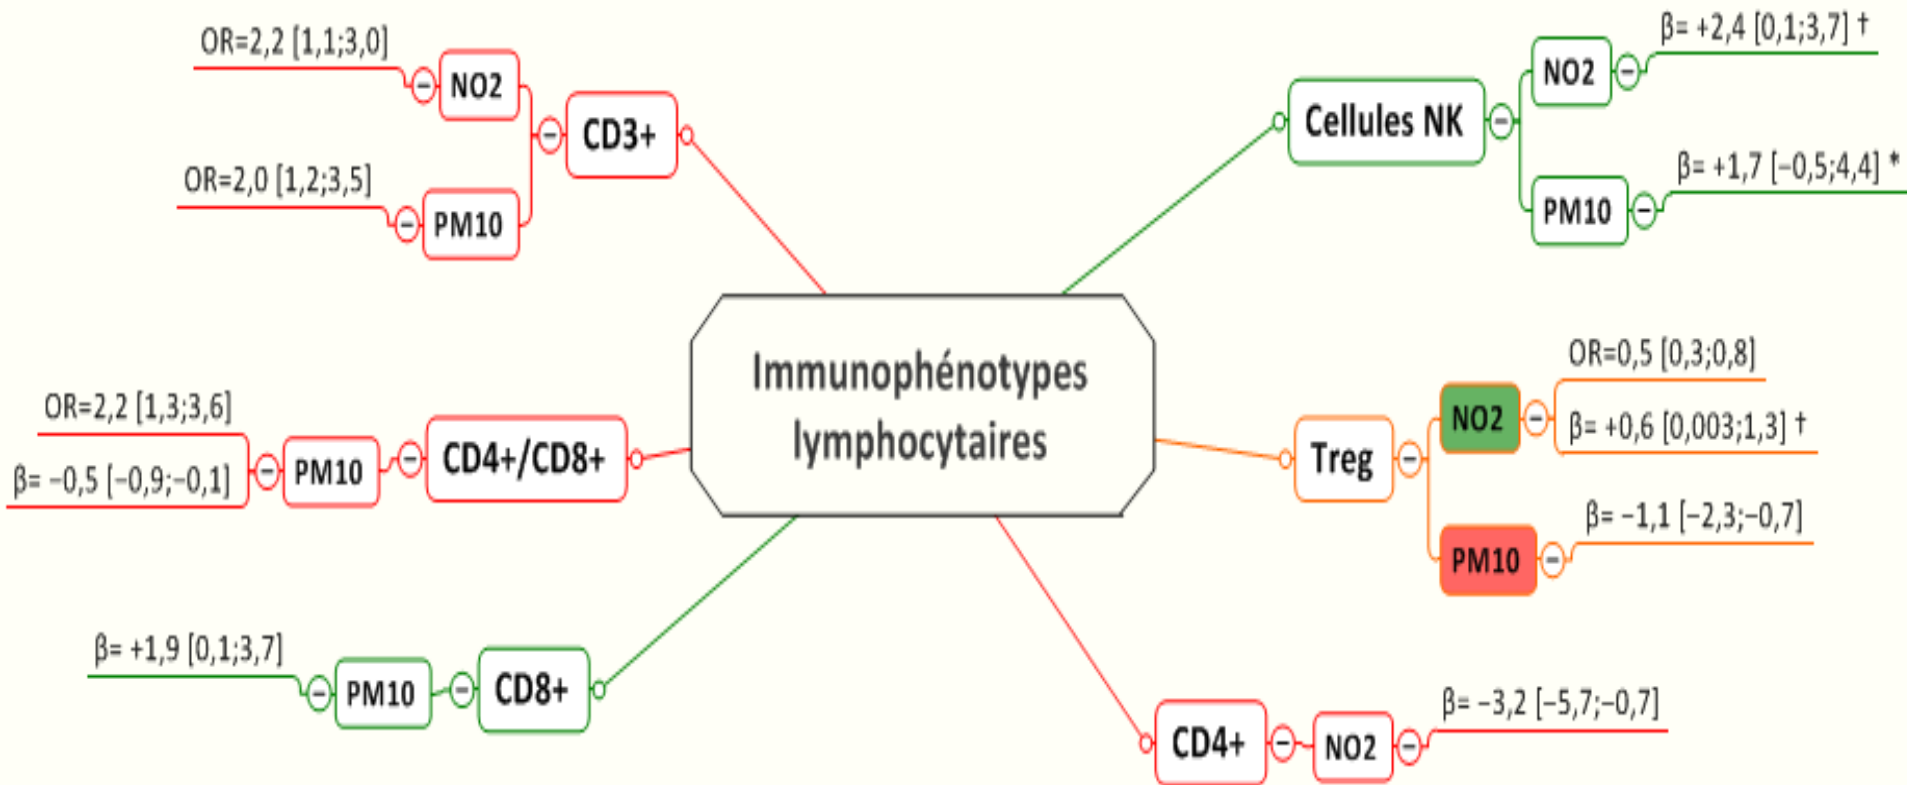 Immunophénotypes
lymphocytaires
CD3+
NO2
OR=2,2 [1,1;3,0]
PM10
OR=2,0 [1,2;3,5]
CD4+/CD8+
PM10
OR=2,2 [1,3;3,6]
β= −0,5 [−0,9;−0,1]
CD8+
PM10
β= +1,9 [0,1;3,7]
Cellules NK
NO2
β= +2,4 [0,1;3,7] †
PM10
β= +1,7 [−0,5;4,4] *
Treg
NO2
OR=0,5 [0,3;0,8]
β= +0,6 [0,003;1,3] †
PM10
β= −1,1 [−2,3;−0,7]
CD4+
NO2
β= −3,2 [−5,7;−0,7]